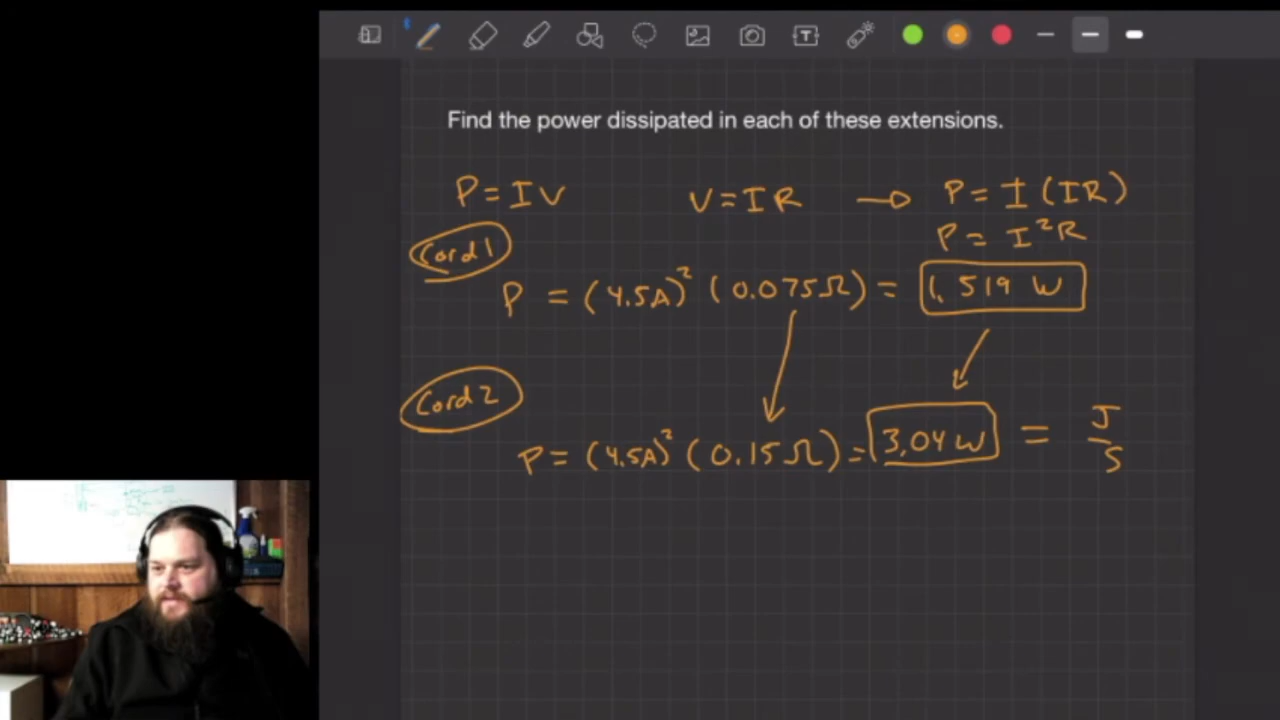 Find the power dissipated in each of these extensions.
P = IV V = IR → P = I (IR)
P = I²R
Cord 1
P = (4.5A)² (0.075Ω) = 1.519 W
Cord 2
P = (4.5A)² (0.15Ω) = 3.04 W = J/S